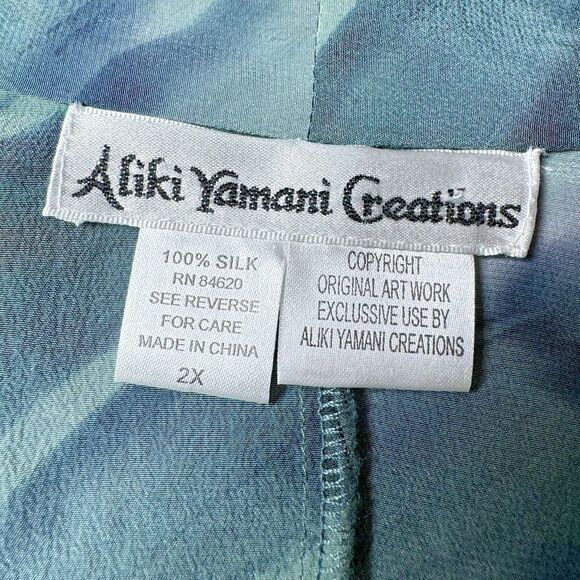 Aliki Yamani Creations
100% SILK
RN 84620
SEE REVERSE
FOR CARE
MADE IN CHINA
2X
COPYRIGHT
ORIGINAL ART WORK
EXCLUSIVE USE BY
ALIKI YAMANI CREATIONS